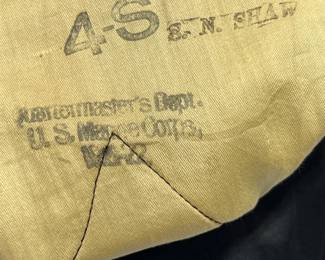 4-S S. N. SHAW
Quartermaster's Dept.
U. S. Marine Corps,